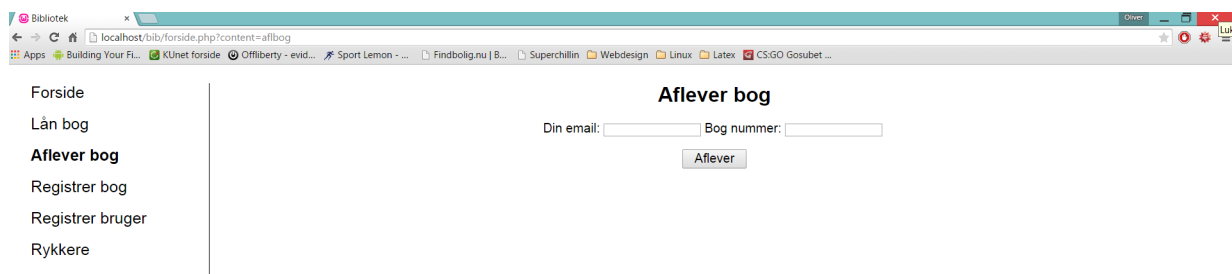 Bibliotek
Oliver
localhost/bib/forside.php?content=aflbog
Luk
Apps Building Your Fi... KUnet forside Offliberty - evid... Sport Lemon - ... Findbolig.nu | B... Superchillin Webdesign Linux Latex CS:GO Gosubet ...
Forside
Lån bog
Aflever bog
Registrer bog
Registrer bruger
Rykkere
Aflever bog
Din email: Bog nummer:
Aflever